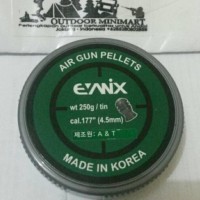 OUTDOOR MINIMART
AIR GUN PELLETS
EVANIX
wt 250g / tin
cal.177" (4.5mm)
제조원: A & T
MADE IN KOREA